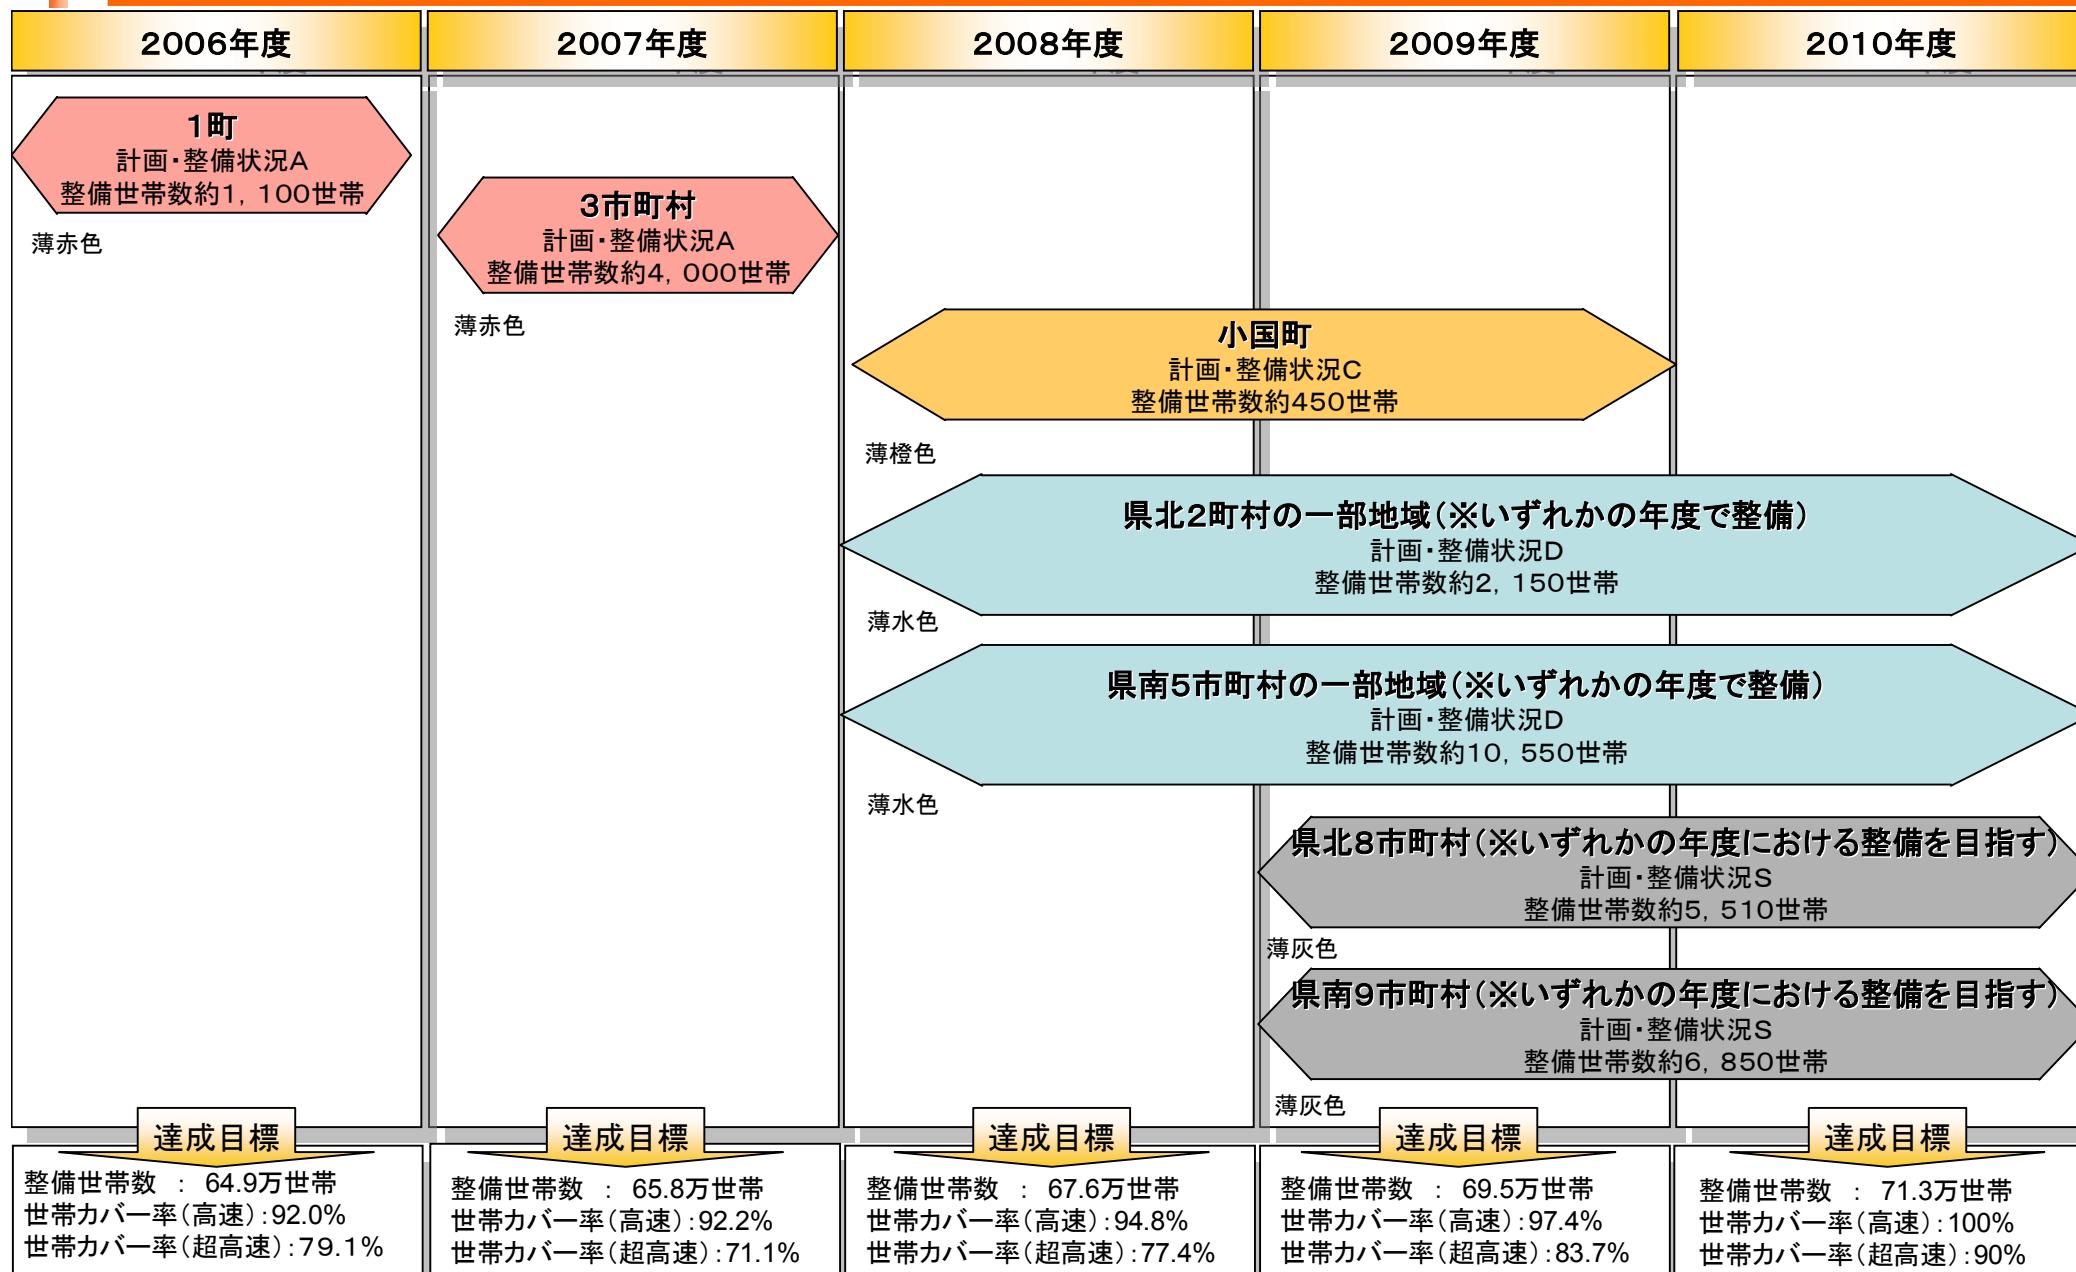 2006年度
2007年度
2008年度
2009年度
2010年度
1町
計画・整備状況A
整備世帯数約1,100世帯
薄赤色
3市町村
計画・整備状況A
整備世帯数約4,000世帯
薄赤色
小国町
計画・整備状況C
整備世帯数約450世帯
薄橙色
県北2町村の一部地域(※いずれかの年度で整備)
計画・整備状況D
整備世帯数約2,150世帯
薄水色
県南5市町村の一部地域(※いずれかの年度で整備)
計画・整備状況D
整備世帯数約10,550世帯
薄水色
県北8市町村(※いずれかの年度における整備を目指す)
計画・整備状況S
整備世帯数約5,510世帯
薄灰色
県南9市町村(※いずれかの年度における整備を目指す)
計画・整備状況S
整備世帯数約6,850世帯
薄灰色
達成目標
整備世帯数 : 64.9万世帯
世帯カバー率(高速):92.0%
世帯カバー率(超高速):79.1%
達成目標
整備世帯数 : 65.8万世帯
世帯カバー率(高速):92.2%
世帯カバー率(超高速):71.1%
達成目標
整備世帯数 : 67.6万世帯
世帯カバー率(高速):94.8%
世帯カバー率(超高速):77.4%
達成目標
整備世帯数 : 69.5万世帯
世帯カバー率(高速):97.4%
世帯カバー率(超高速):83.7%
達成目標
整備世帯数 : 71.3万世帯
世帯カバー率(高速):100%
世帯カバー率(超高速):90%